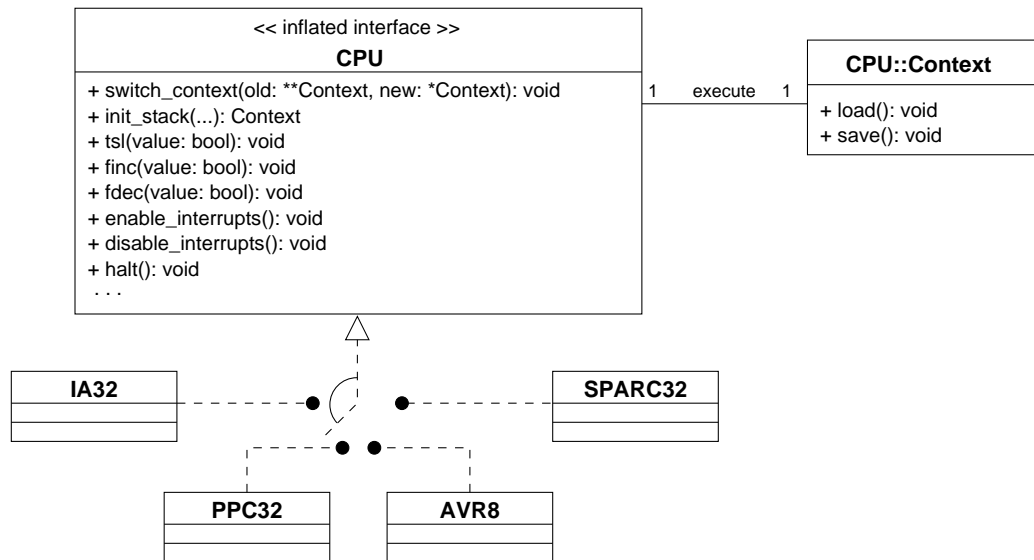 << inflated interface >>
CPU
+ switch_context(old: **Context, new: *Context): void
+ init_stack(...): Context
+ tsl(value: bool): void
+ finc(value: bool): void
+ fdec(value: bool): void
+ enable_interrupts(): void
+ disable_interrupts(): void
+ halt(): void
. . .
1 execute 1
CPU::Context
+ load(): void
+ save(): void
IA32
SPARC32
PPC32
AVR8